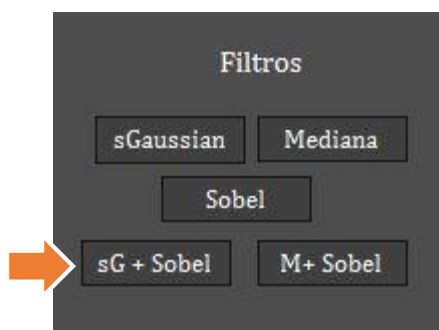 Filtros
sGaussian Mediana
Sobel
sG + Sobel M+ Sobel